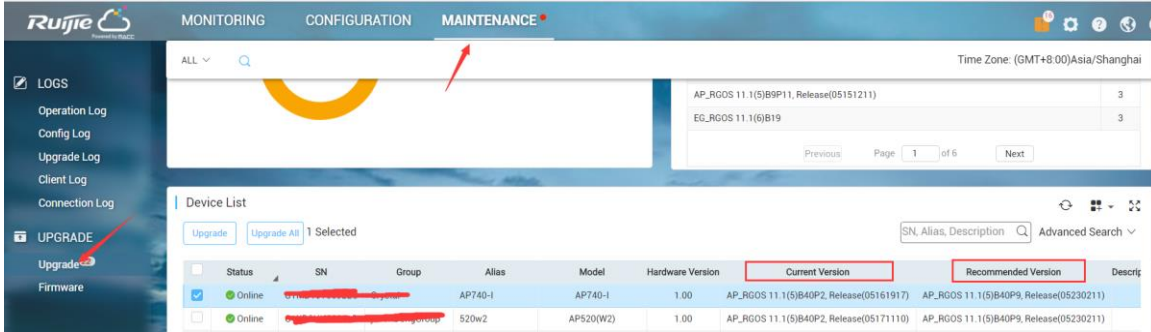 Ruijie MONITORING CONFIGURATION MAINTENANCE
Powered by RACC
ALL Time Zone: (GMT+8:00)Asia/Shanghai
LOGS
Operation Log
Config Log
Upgrade Log
Client Log
Connection Log
UPGRADE
Upgrade
Firmware
AP_RGOS 11.1(5)B9P11, Release(05151211) 3
EG_RGOS 11.1(6)B19 3
Previous Page 1 of 6 Next
Device List
Upgrade Upgrade All 1 Selected SN, Alias, Description Advanced Search
Status SN Group Alias Model Hardware Version Current Version Recommended Version Descrip
Online AP740-I AP740-I 1.00 AP_RGOS 11.1(5)B40P2, Release(05161917) AP_RGOS 11.1(5)B40P9, Release(05230211)
Online 520w2 AP520(W2) 1.00 AP_RGOS 11.1(5)B40P2, Release(05171110) AP_RGOS 11.1(5)B40P9, Release(05230211)